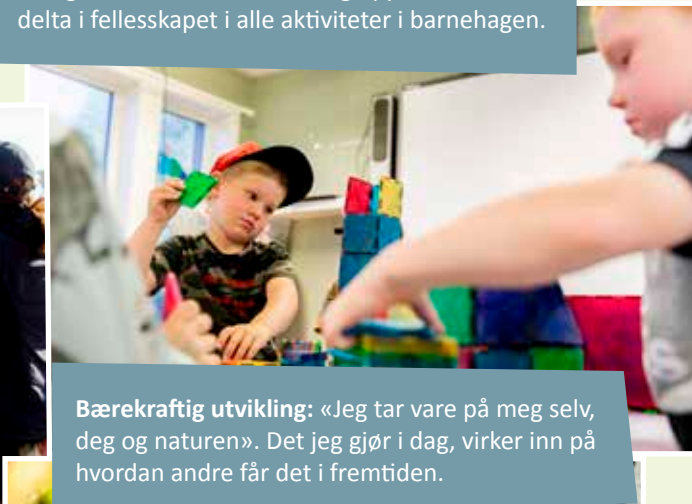 delta i fellesskapet i alle aktiviteter i barnehagen.
Bærekraftig utvikling: «Jeg tar vare på meg selv,
deg og naturen». Det jeg gjør i dag, virker inn på
hvordan andre får det i fremtiden.